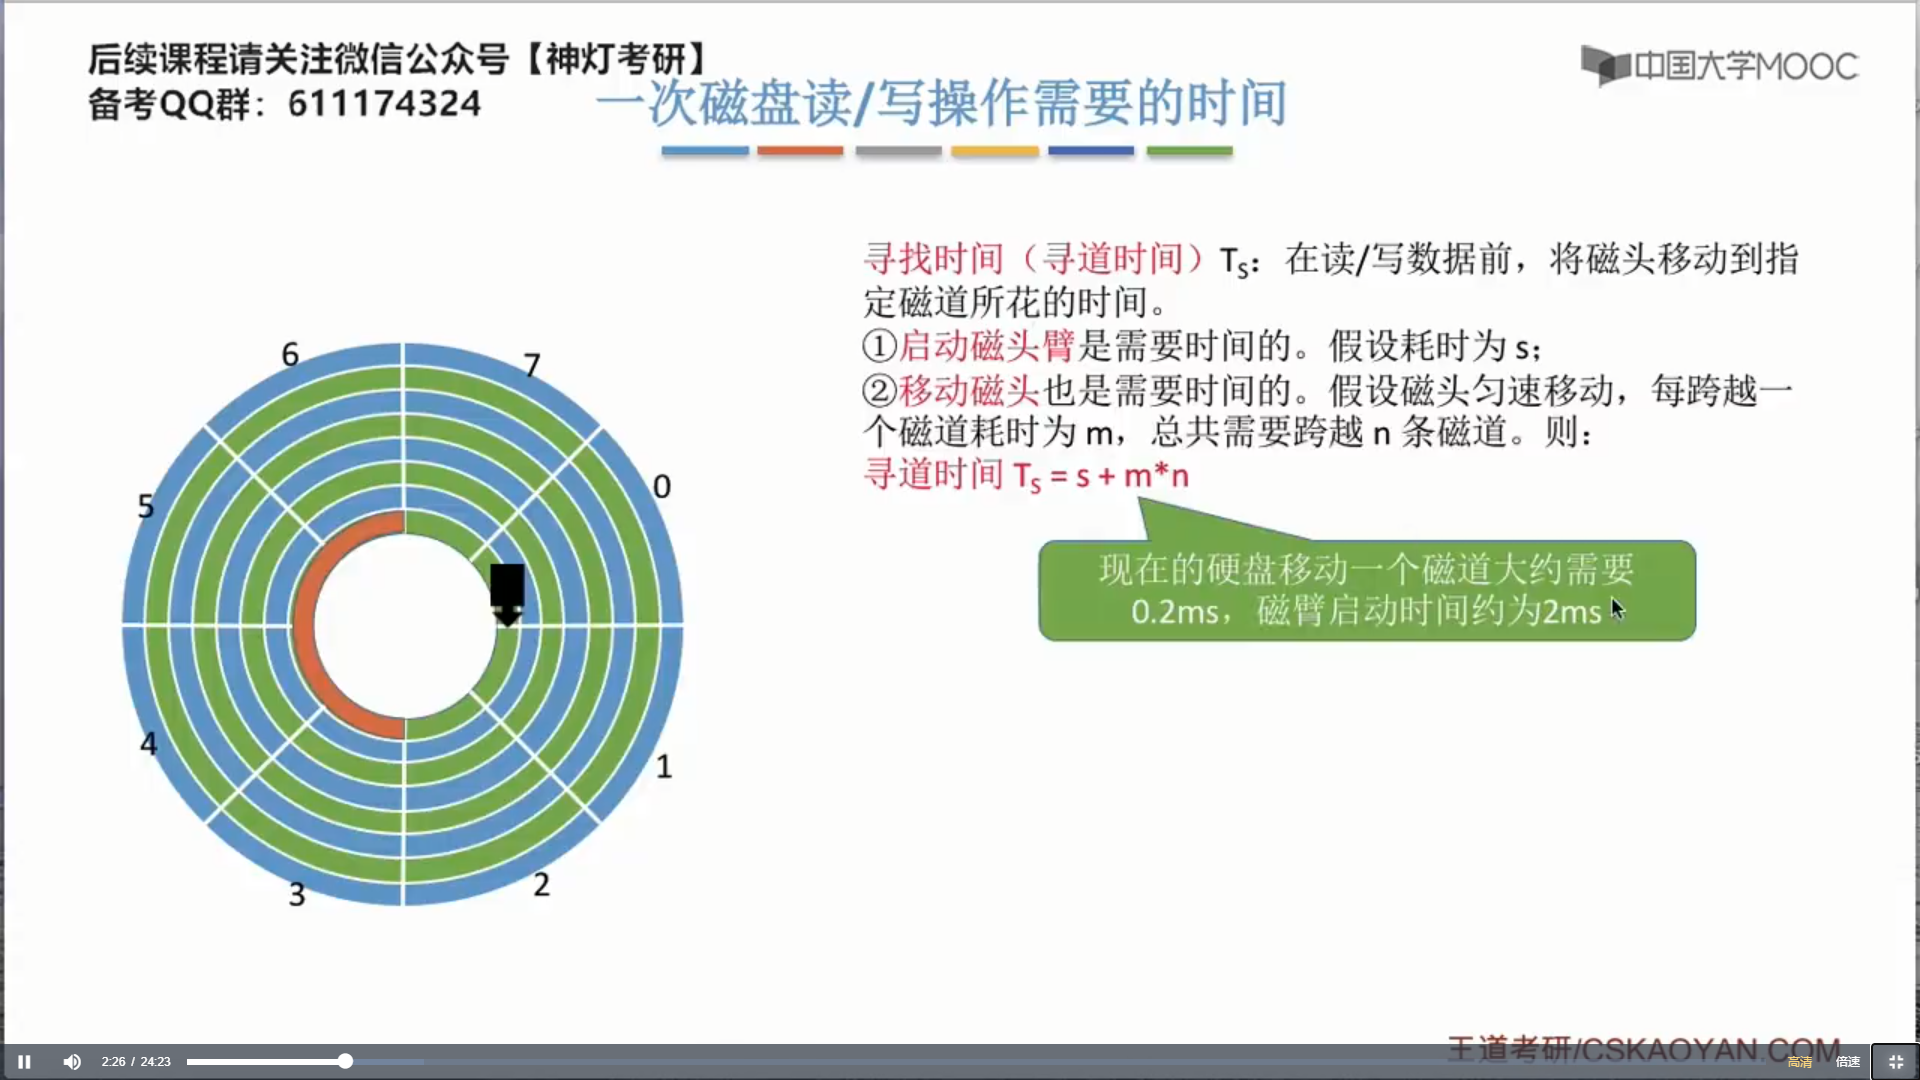 后续课程请关注微信公众号【神灯考研】
备考QQ群：611174324
中国大学MOOC
一次磁盘读/写操作需要的时间
寻找时间（寻道时间）TS：在读/写数据前，将磁头移动到指
定磁道所花的时间。
①启动磁头臂是需要时间的。假设耗时为 s；
②移动磁头也是需要时间的。假设磁头匀速移动，每跨越一
个磁道耗时为 m，总共需要跨越 n 条磁道。则：
寻道时间 TS = s + m*n
现在的硬盘移动一个磁道大约需要
0.2ms，磁臂启动时间约为2ms
6
7
5
0
4
1
3
2
王道考研/CSKAOYAN.COM
2:26 / 24:23
高清
倍速